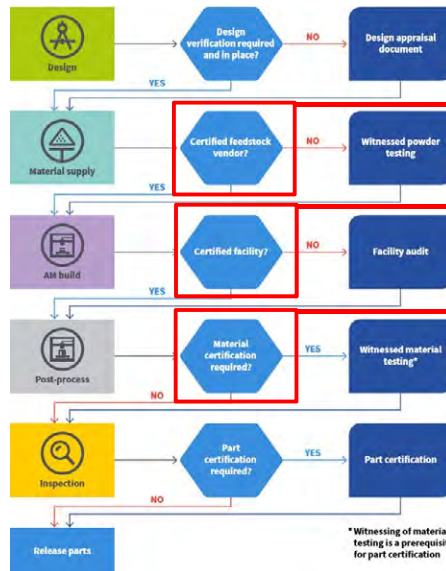 Design
Design
verification required
and in place?
NO
Design appraisal
document
YES
Material supply
Certified feedstock
vendor?
NO
Witnessed powder
testing
YES
AM build
Certified facility?
NO
Facility audit
YES
Post-process
Material
certification
required?
YES
Witnessed material
testing*
NO
Inspection
Part
certification
required?
YES
Part certification
NO
Release parts
* Witnessing of
testing is a
for part certification